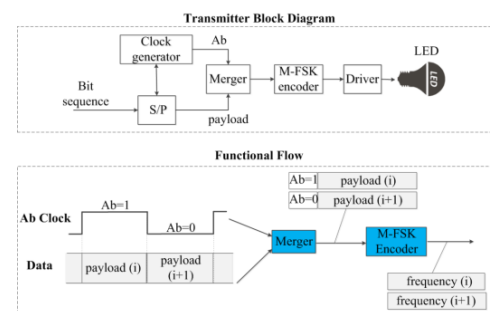 Transmitter Block Diagram
Clock
generator
Ab
LED
Merger
M-FSK
encoder
Driver
LED
Bit
sequence
S/P
payload
Functional Flow
Ab=1 payload (i)
Ab=0 payload (i+1)
Ab=1
Ab Clock
Ab=0
Merger
M-FSK
Encoder
Data
payload (i)
payload
(i+1)
frequency (i)
frequency (i+1)